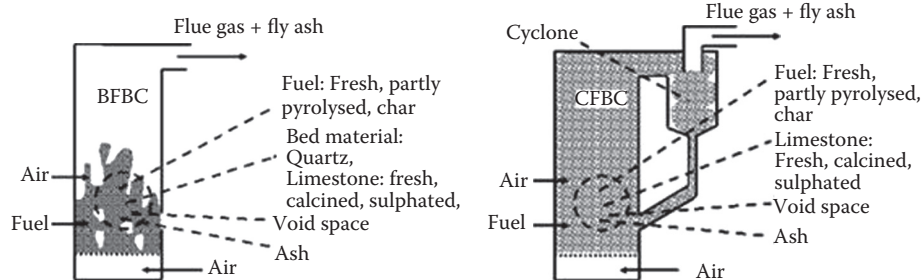 Flue gas + fly ash
BFBC
Fuel: Fresh, partly
pyrolysed, char
Bed material:
Quartz,
Limestone: fresh,
calcined, sulphated,
Void space
Ash
Air
Fuel
Air
Flue gas + fly ash
Cyclone
CFBC
Fuel: Fresh,
partly pyrolysed,
char
Limestone:
Fresh, calcined,
sulphated
Void space
Ash
Air
Fuel
Air